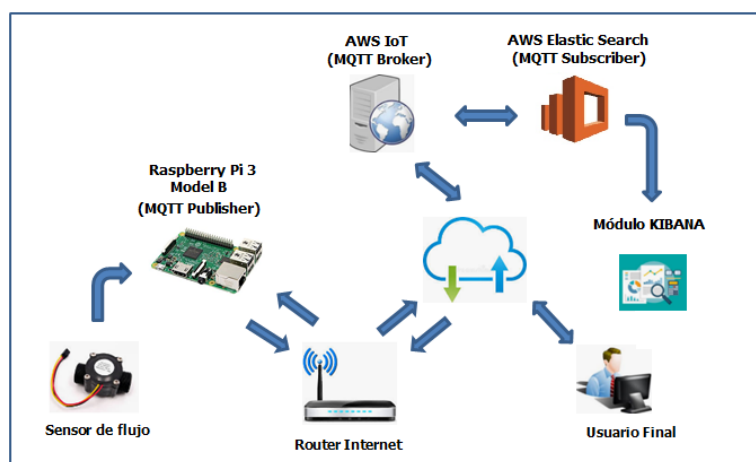 AWS IoT
(MQTT Broker)
AWS Elastic Search
(MQTT Subscriber)
Raspberry Pi 3
Model B
(MQTT Publisher)
Módulo KIBANA
Sensor de flujo
Router Internet
Usuario Final